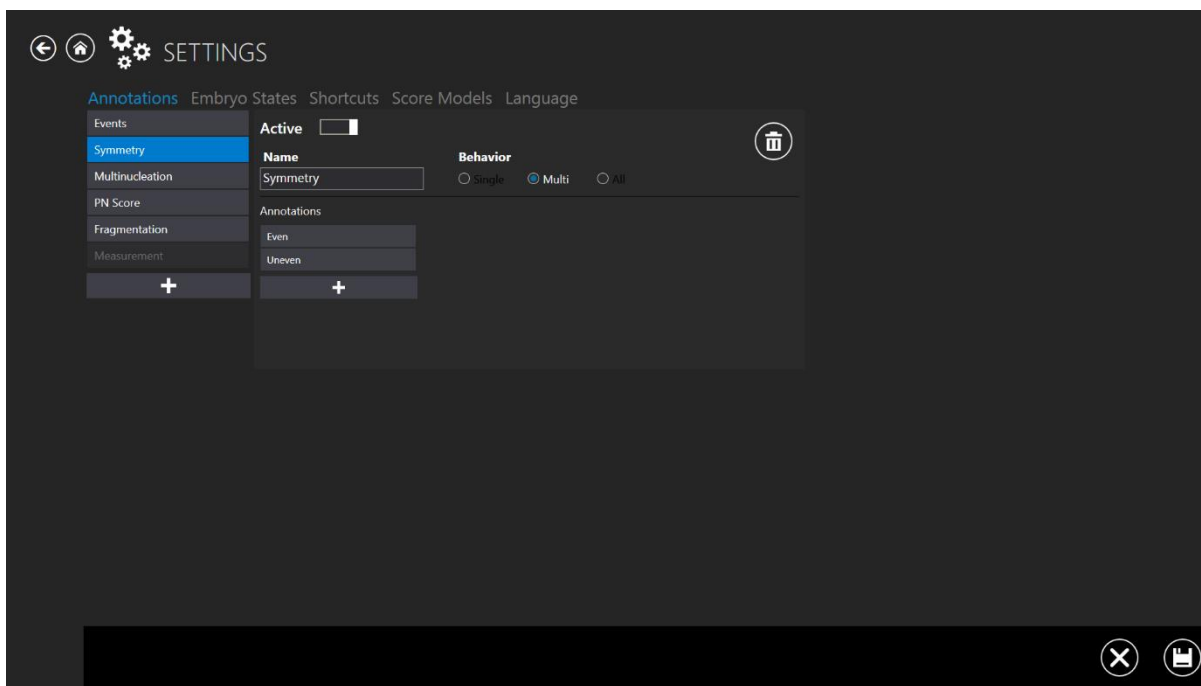 SETTINGS
Annotations Embryo States Shortcuts Score Models Language
Events
Symmetry
Multinucleation
PN Score
Fragmentation
Measurement
Active
Name
Behavior
Symmetry
Single
Multi
All
Annotations
Even
Uneven